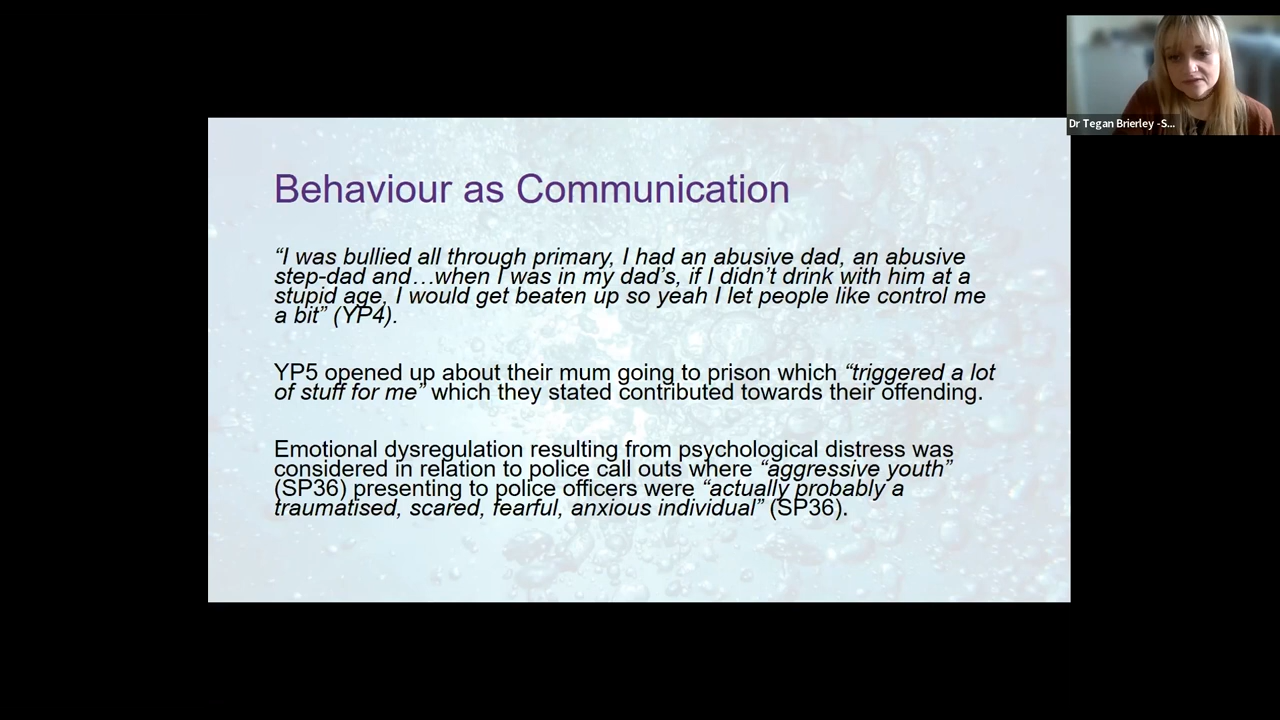 Dr Tegan Brierley -S...
Behaviour as Communication
“I was bullied all through primary, I had an abusive dad, an abusive
step-dad and…when I was in my dad’s, if I didn’t drink with him at a
stupid age, I would get beaten up so yeah I let people like control me
a bit” (YP4).
YP5 opened up about their mum going to prison which “triggered a lot
of stuff for me” which they stated contributed towards their offending.
Emotional dysregulation resulting from psychological distress was
considered in relation to police call outs where “aggressive youth”
(SP36) presenting to police officers were “actually probably a
traumatised, scared, fearful, anxious individual” (SP36).